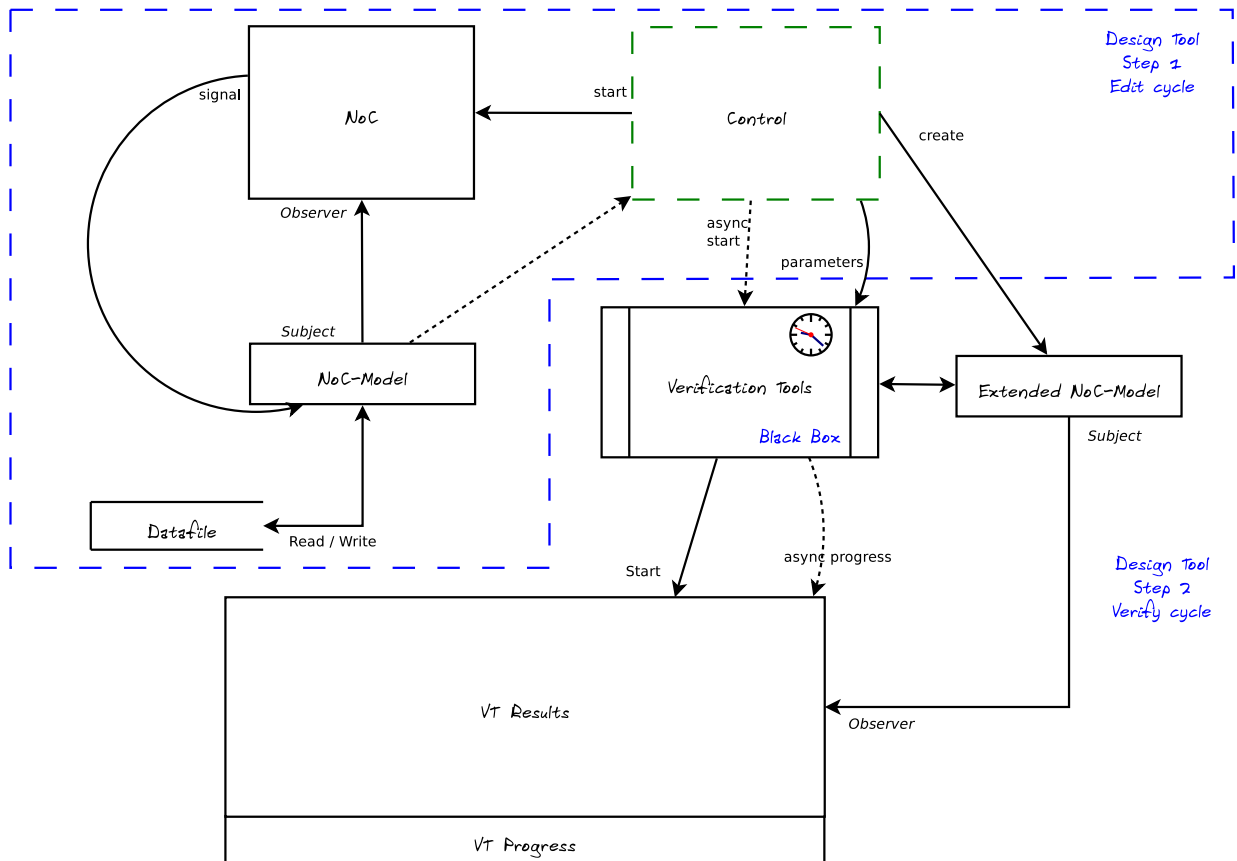 Design Tool
Step 1
Edit cycle
signal
start
NoC
Control
create
Observer
async
start
parameters
Subject
NoC-Model
Verification Tools
Extended NoC-Model
Black Box
Subject
Datafile
Read / Write
async progress
Start
Design Tool
Step 2
Verify cycle
VT Results
Observer
VT Progress